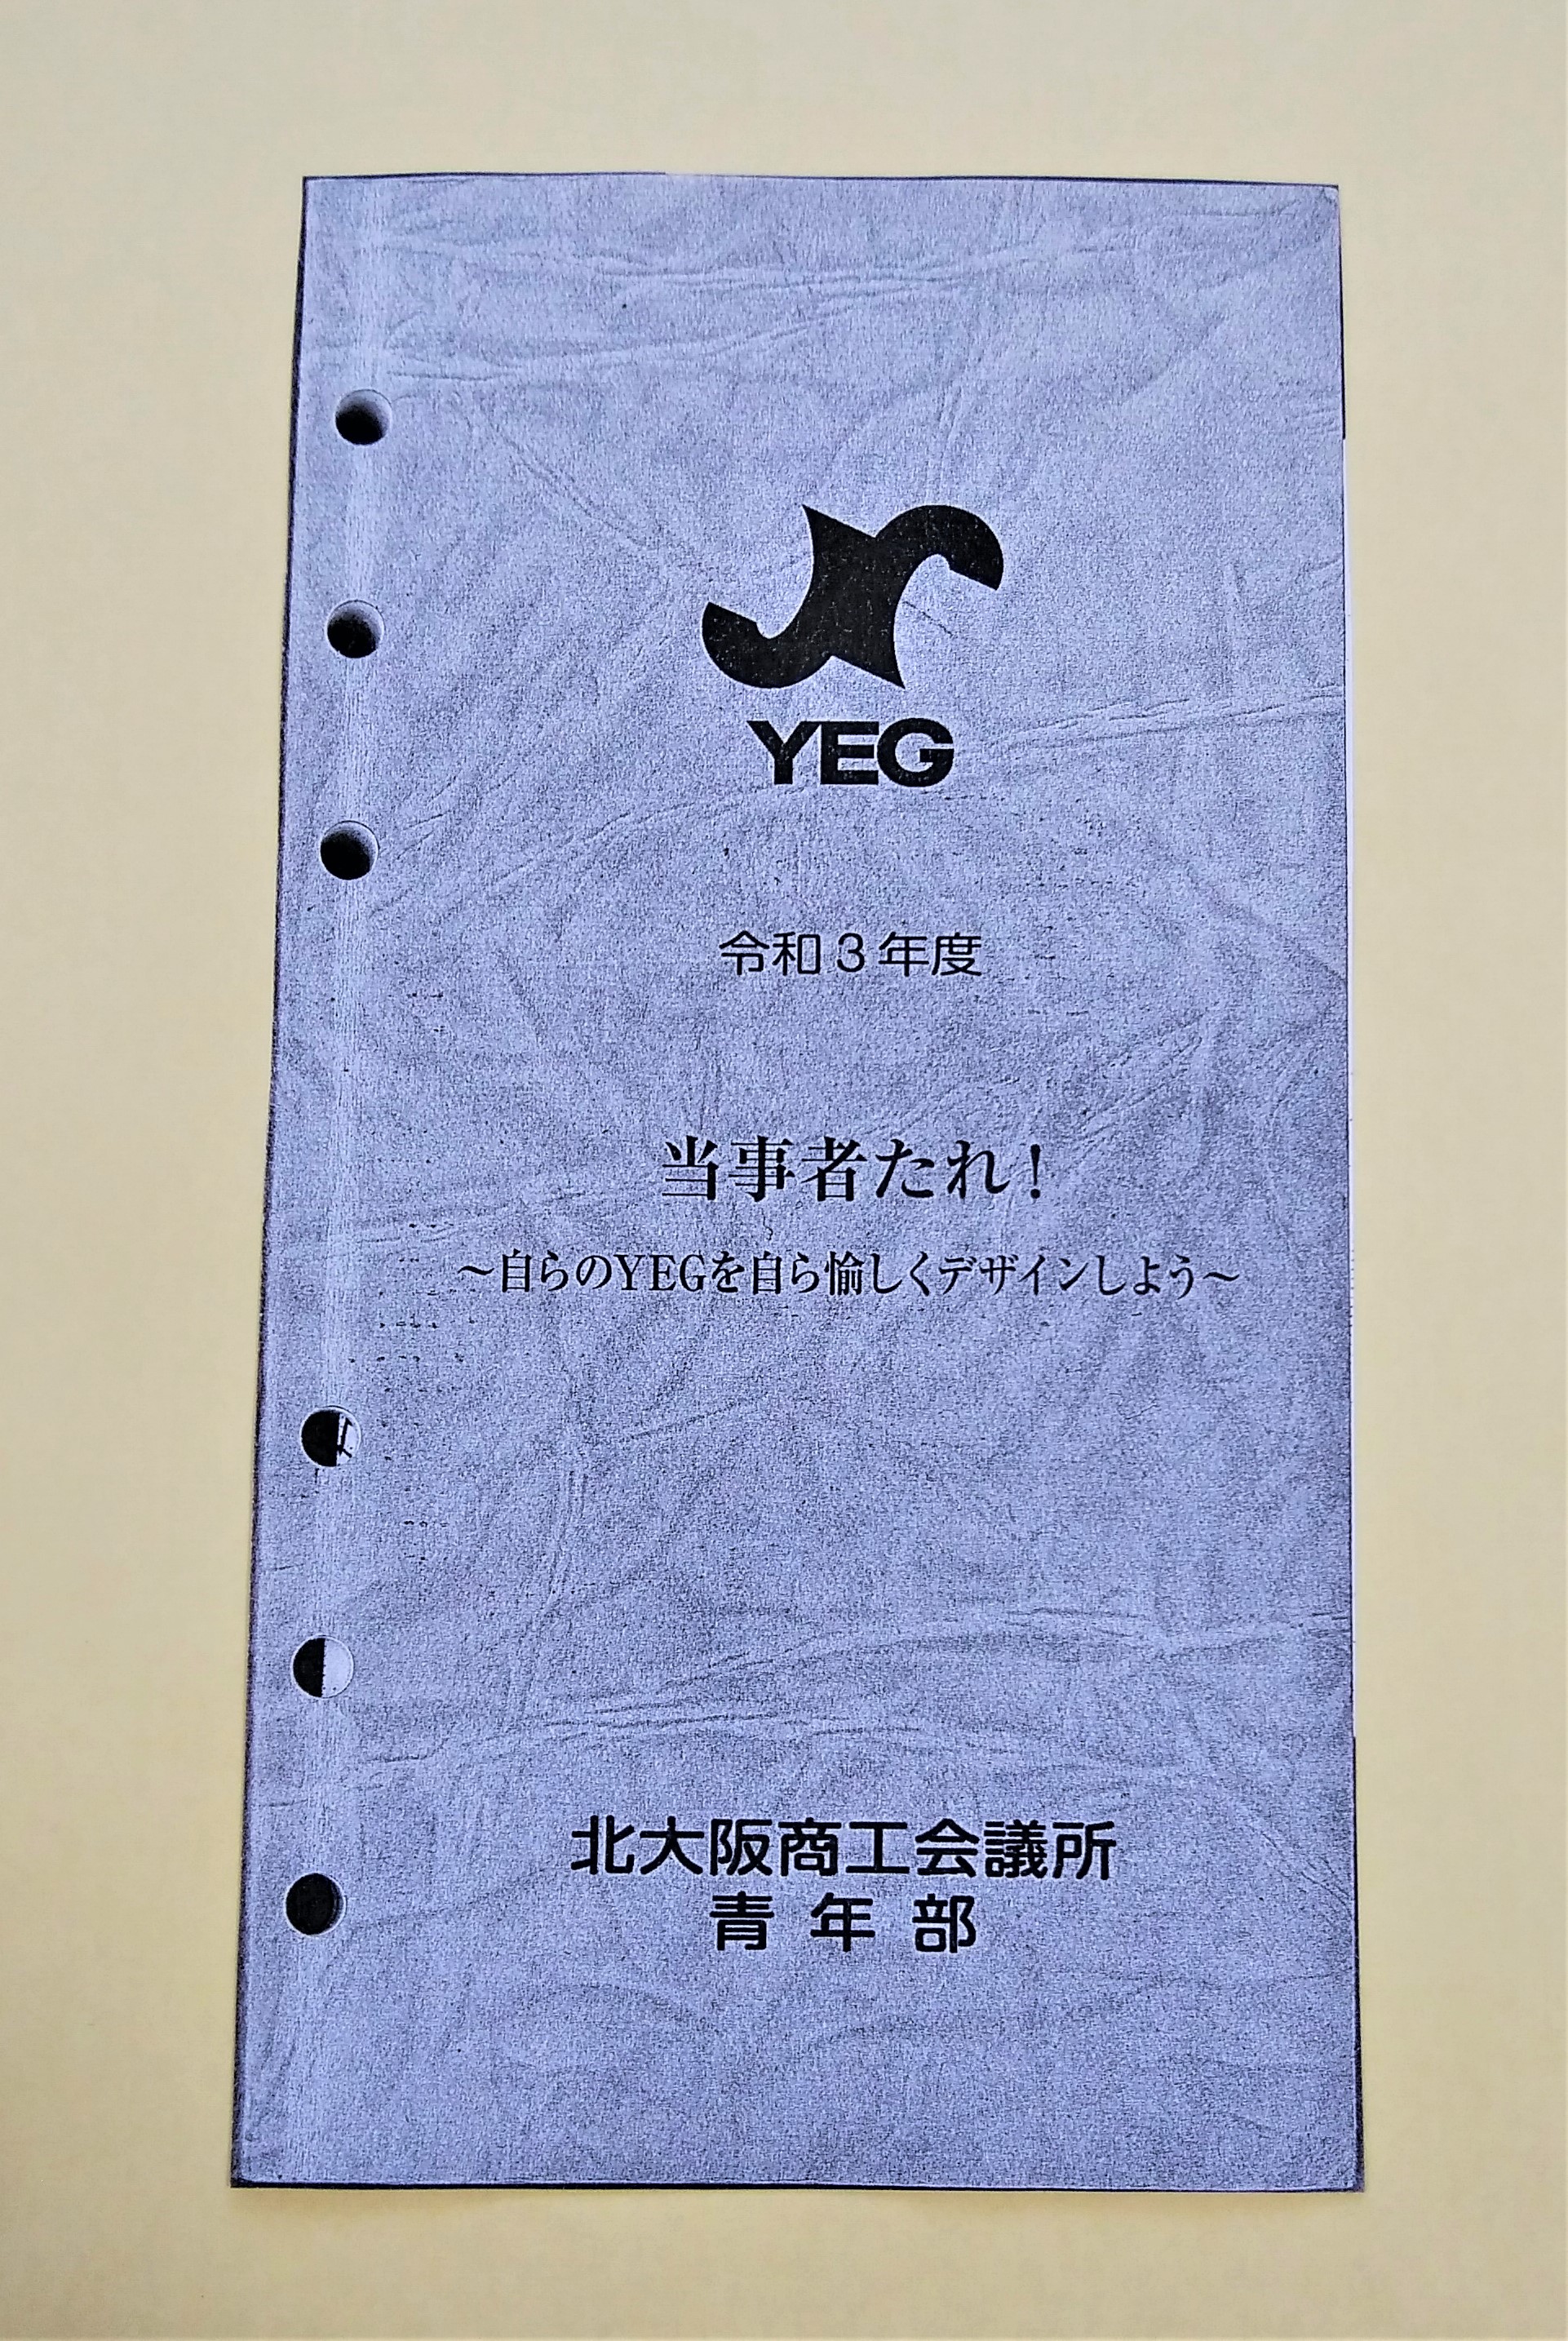 YEG
令和3年度
当事者たれ!
～自らのYEGを自ら愉しくデザインしよう～
北大阪商工会議所
青年部